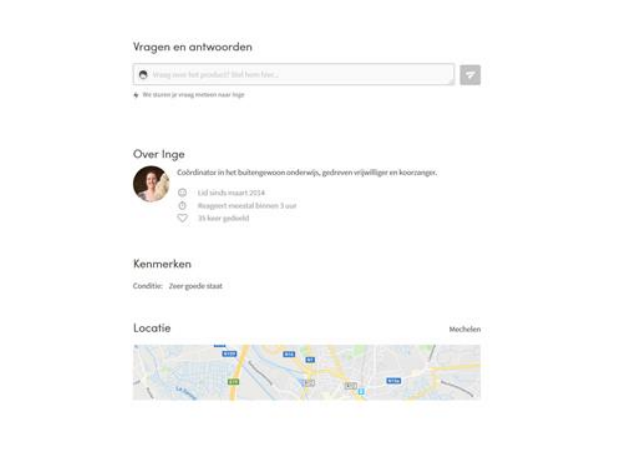 Vragen en antwoorden
Vraag over het product? Stel hem hier...
We sturen je vraag meteen naar Inge
Over Inge
Coördinator in het buitengewoon onderwijs, gedreven vrijwilliger en koorzanger.
Lid sinds maart 2014
Reageert meestal binnen 3 uur
35 keer gedeeld
Kenmerken
Conditie: Zeer goede staat
Locatie
Mechelen
E19